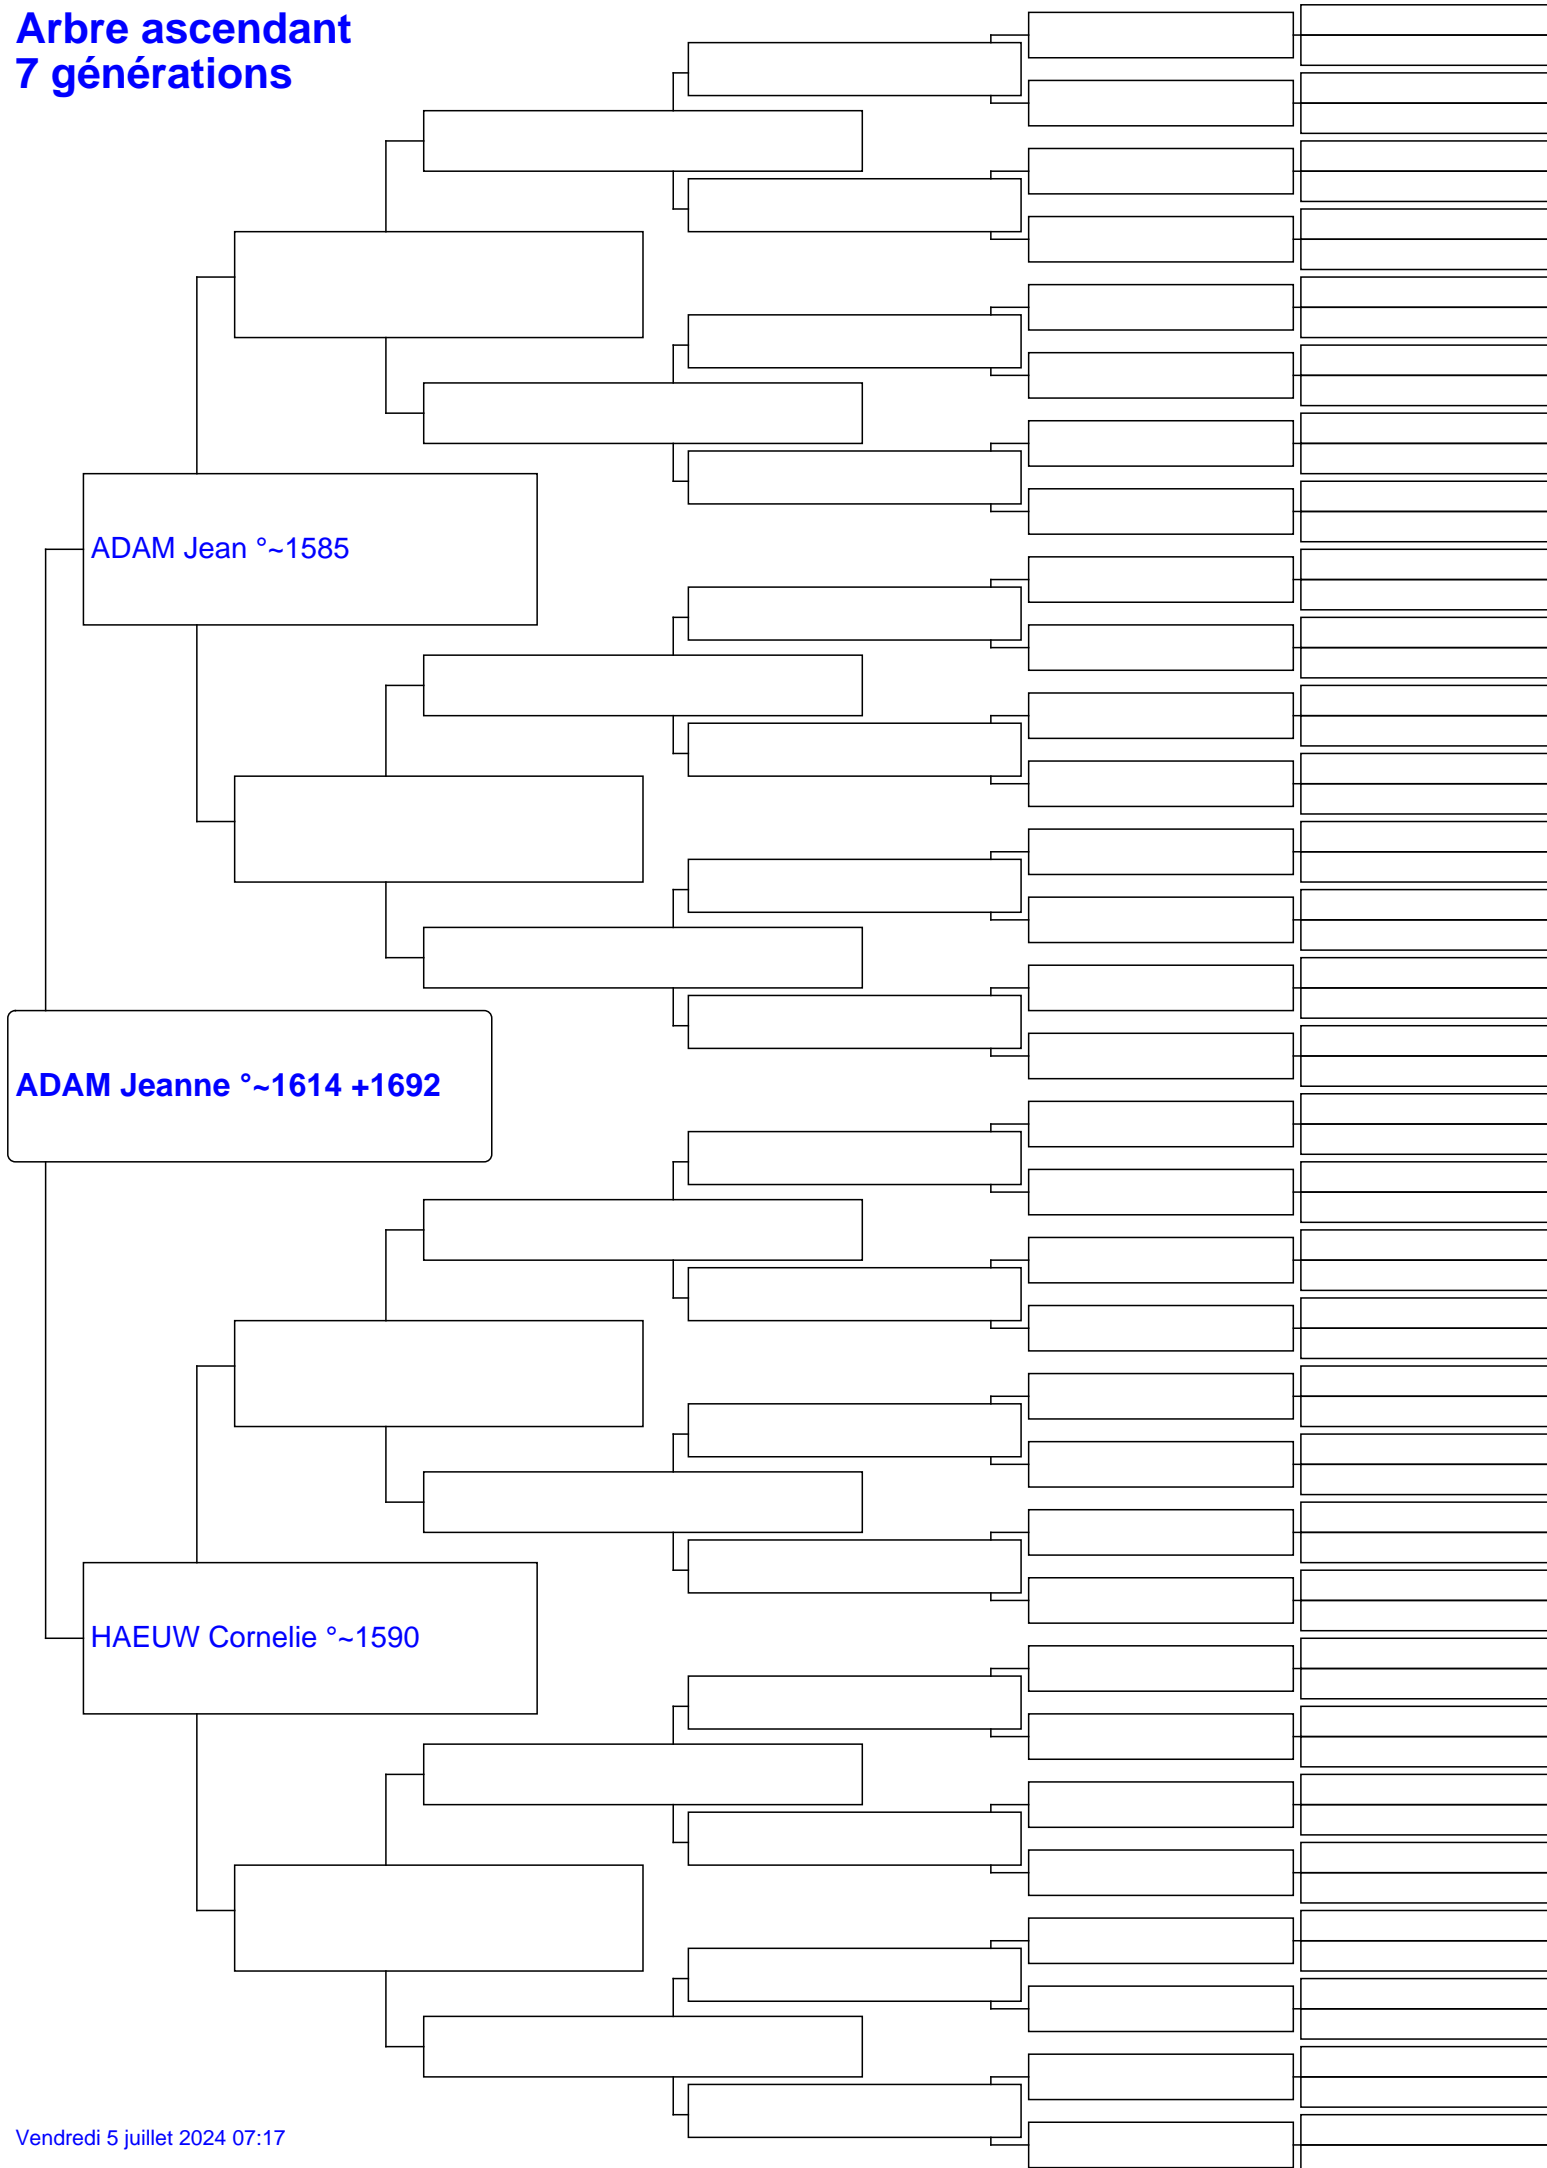 Arbre ascendant
7 générations
ADAM Jean °~1585
ADAM Jeanne °~1614 +1692
HAEUW Cornelie °~1590
Vendredi 5 juillet 2024 07:17